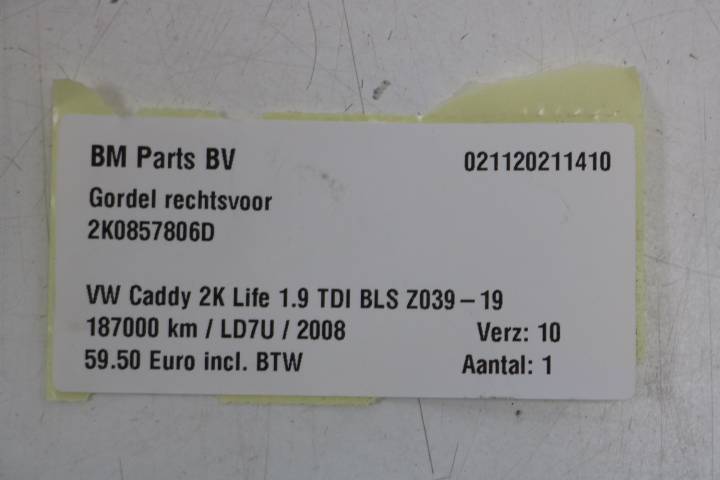 BM Parts BV 021120211410
Gordel rechtsvoor
2K0857806D
VW Caddy 2K Life 1.9 TDI BLS Z039-19
187000 km / LD7U / 2008 Verz: 10
59.50 Euro incl. BTW Aantal: 1